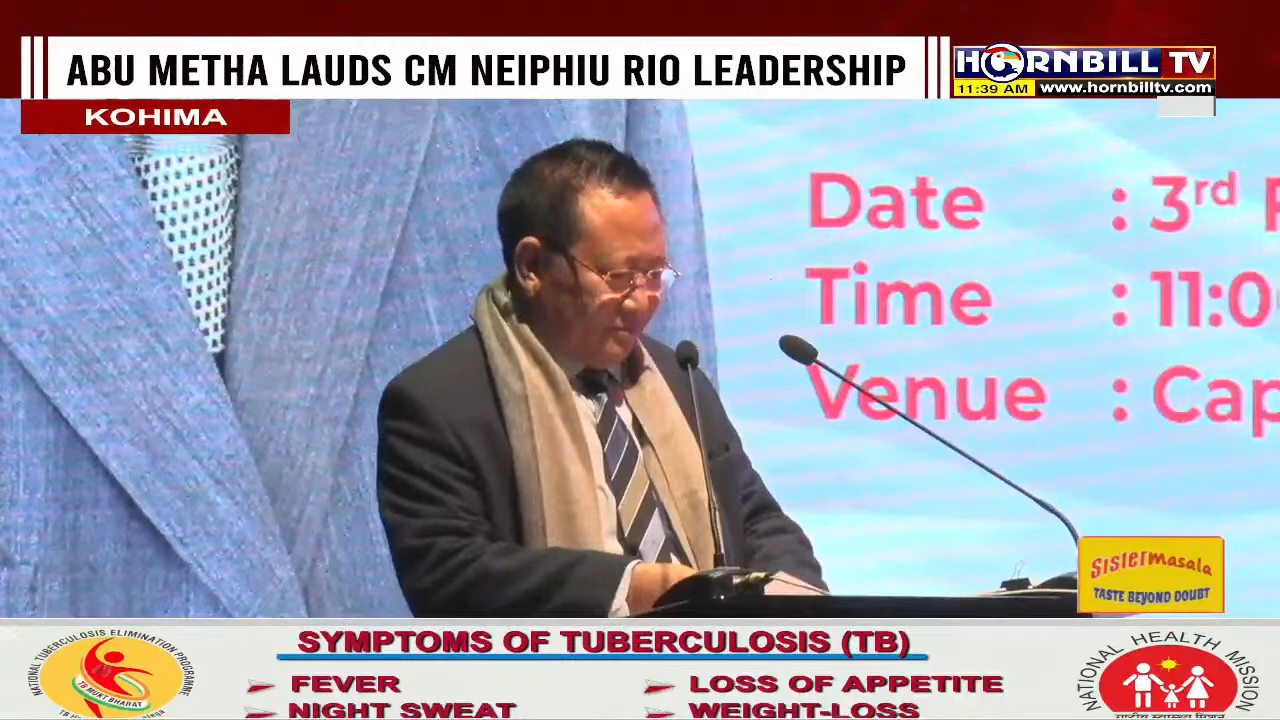 ABU METHA LAUDS CM NEIPHIU RIO LEADERSHIP
HORNBILL TV
11:39 AM www.hornbilltv.com
KOHIMA
Date : 3rd
Time : 11:0
Venue : Cap
Sistermasala
TASTE BEYOND DOUBT
SYMPTOMS OF TUBERCULOSIS (TB)
FEVER
LOSS OF APPETITE
NIGHT SWEAT
WEIGHT-LOSS
NATIONAL TUBERCULOSIS ELIMINATION PROGRAMME
TB MUKT BHARAT
NATIONAL HEALTH MISSION
राष्ट्रीय स्वास्थ्य मिशन